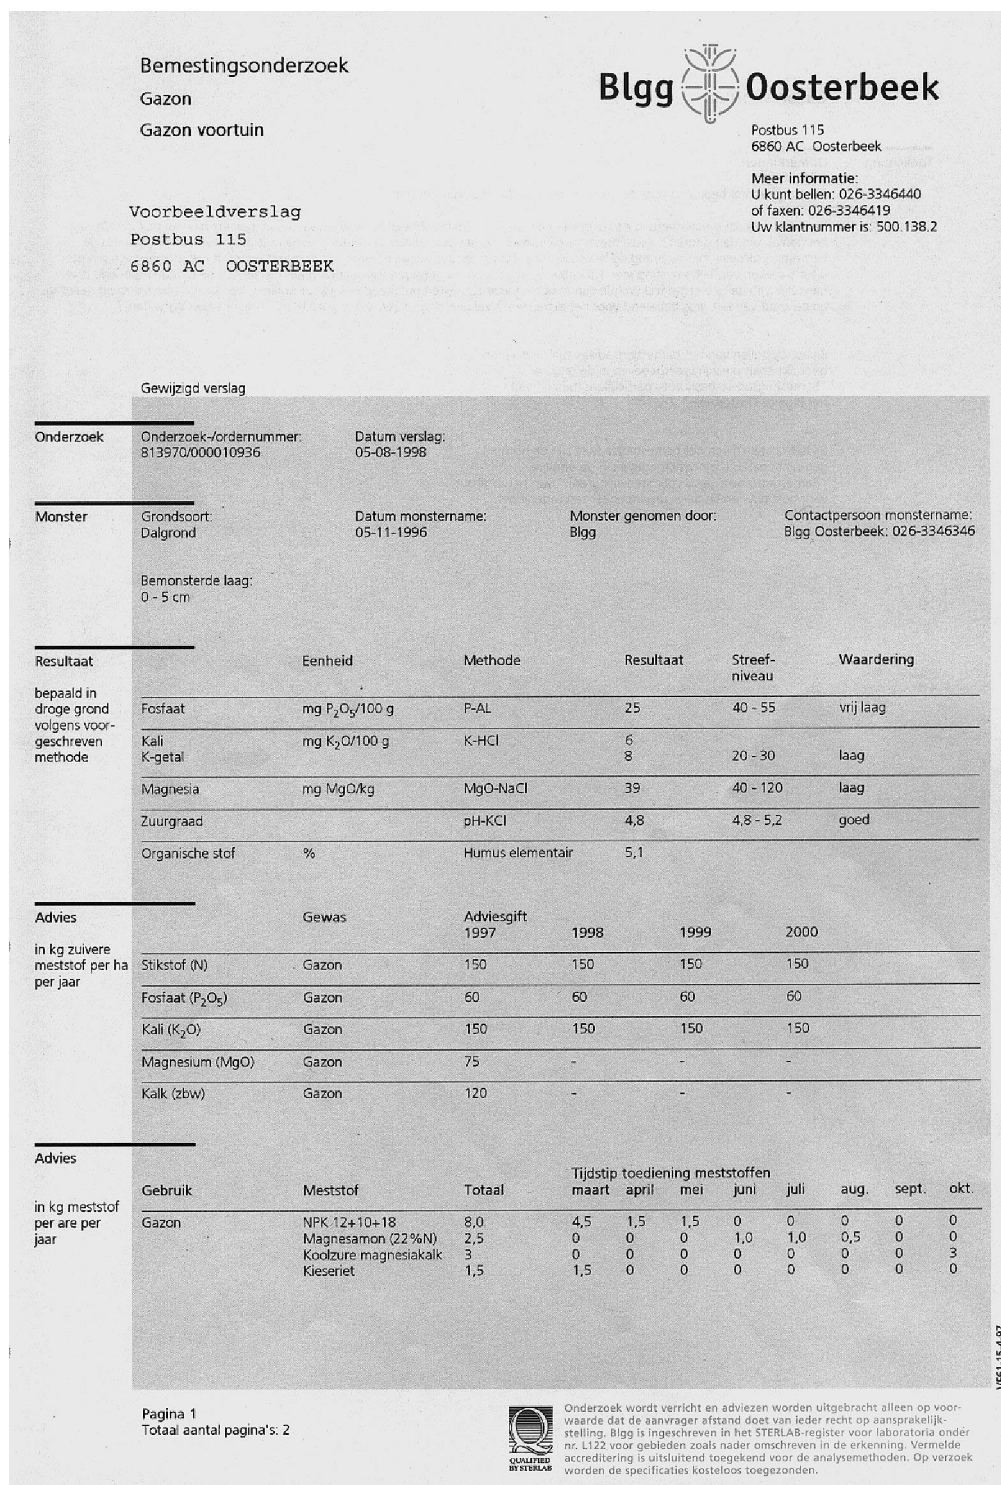 Bemestingsonderzoek
Gazon
Gazon voortuin
Blgg Oosterbeek
Postbus 115
6860 AC Oosterbeek
Meer informatie:
U kunt bellen: 026-3346440
of faxen: 026-3346419
Uw klantnummer is: 500.138.2
Voorbeeldverslag
Postbus 115
6860 AC OOSTERBEEK
Gewijzigd verslag
Onderzoek Onderzoek-/ordernummer: Datum verslag:
813970/000010936 05-08-1998
Monster Grondsoort: Datum monstername: Monster genomen door: Contactpersoon monstername:
Dalgrond 05-11-1996 Blgg Blgg Oosterbeek: 026-3346346
Bemonsterde laag:
0 - 5 cm
Resultaat Eenheid Methode Resultaat Streef- Waardering
niveau
bepaald in
droge grond Fosfaat mg P2O5/100 g P-AL 25 40 - 55 vrij laag
volgens voor-
geschreven Kali mg K2O/100 g K-HCl 6
methode K-getal 8 20 - 30 laag
Magnesia mg MgO/kg MgO-NaCl 39 40 - 120 laag
Zuurgraad pH-KCl 4,8 4,8 - 5,2 goed
Organische stof % Humus elementair 5,1
Advies Gewas Adviesgift
1997 1998 1999 2000
in kg zuivere
meststof per ha Stikstof (N) Gazon 150 150 150 150
per jaar
Fosfaat (P2O5) Gazon 60 60 60 60
Kali (K2O) Gazon 150 150 150 150
Magnesium (MgO) Gazon 75 - - -
Kalk (zbw) Gazon 120 - - -
Advies
Tijdstip toediening meststoffen
Gebruik Meststof Totaal maart april mei juni juli aug. sept. okt.
in kg meststof
per are per Gazon NPK 12+10+18 8,0 4,5 1,5 1,5 0 0 0 0 0
jaar Magnesamon (22%N) 2,5 0 0 0 1,0 1,0 0,5 0 0
Koolzure magnesiakalk 3 0 0 0 0 0 0 0 3
Kieseriet 1,5 1,5 0 0 0 0 0 0 0
Pagina 1
Totaal aantal pagina's: 2
QUALIFIED
BY STERLAB
Onderzoek wordt verricht en adviezen worden uitgebracht alleen op voor-
waarde dat de aanvrager afstand doet van ieder recht op aansprakelijk-
stelling. Blgg is ingeschreven in het STERLAB-register voor laboratoria onder
nr. L122 voor gebieden zoals nader omschreven in de erkenning. Vermelde
accreditering is uitsluitend toegekend voor de analysemethoden. Op verzoek
worden de specificaties kosteloos toegezonden.